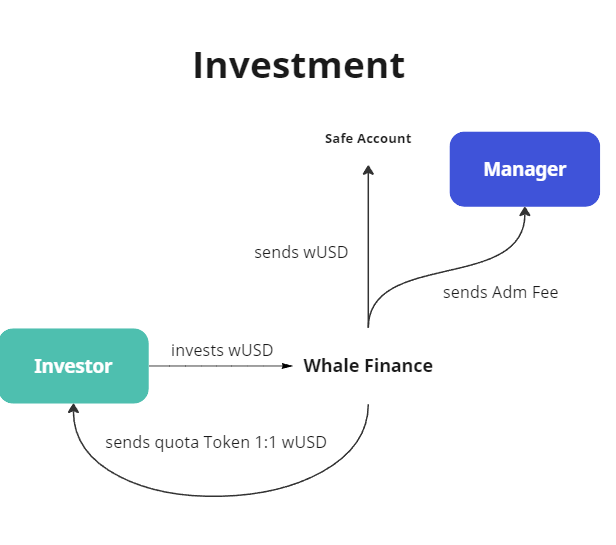 Investment
Safe Account
Manager
sends wUSD
sends Adm Fee
invests wUSD
Investor
Whale Finance
sends quota Token 1:1 wUSD